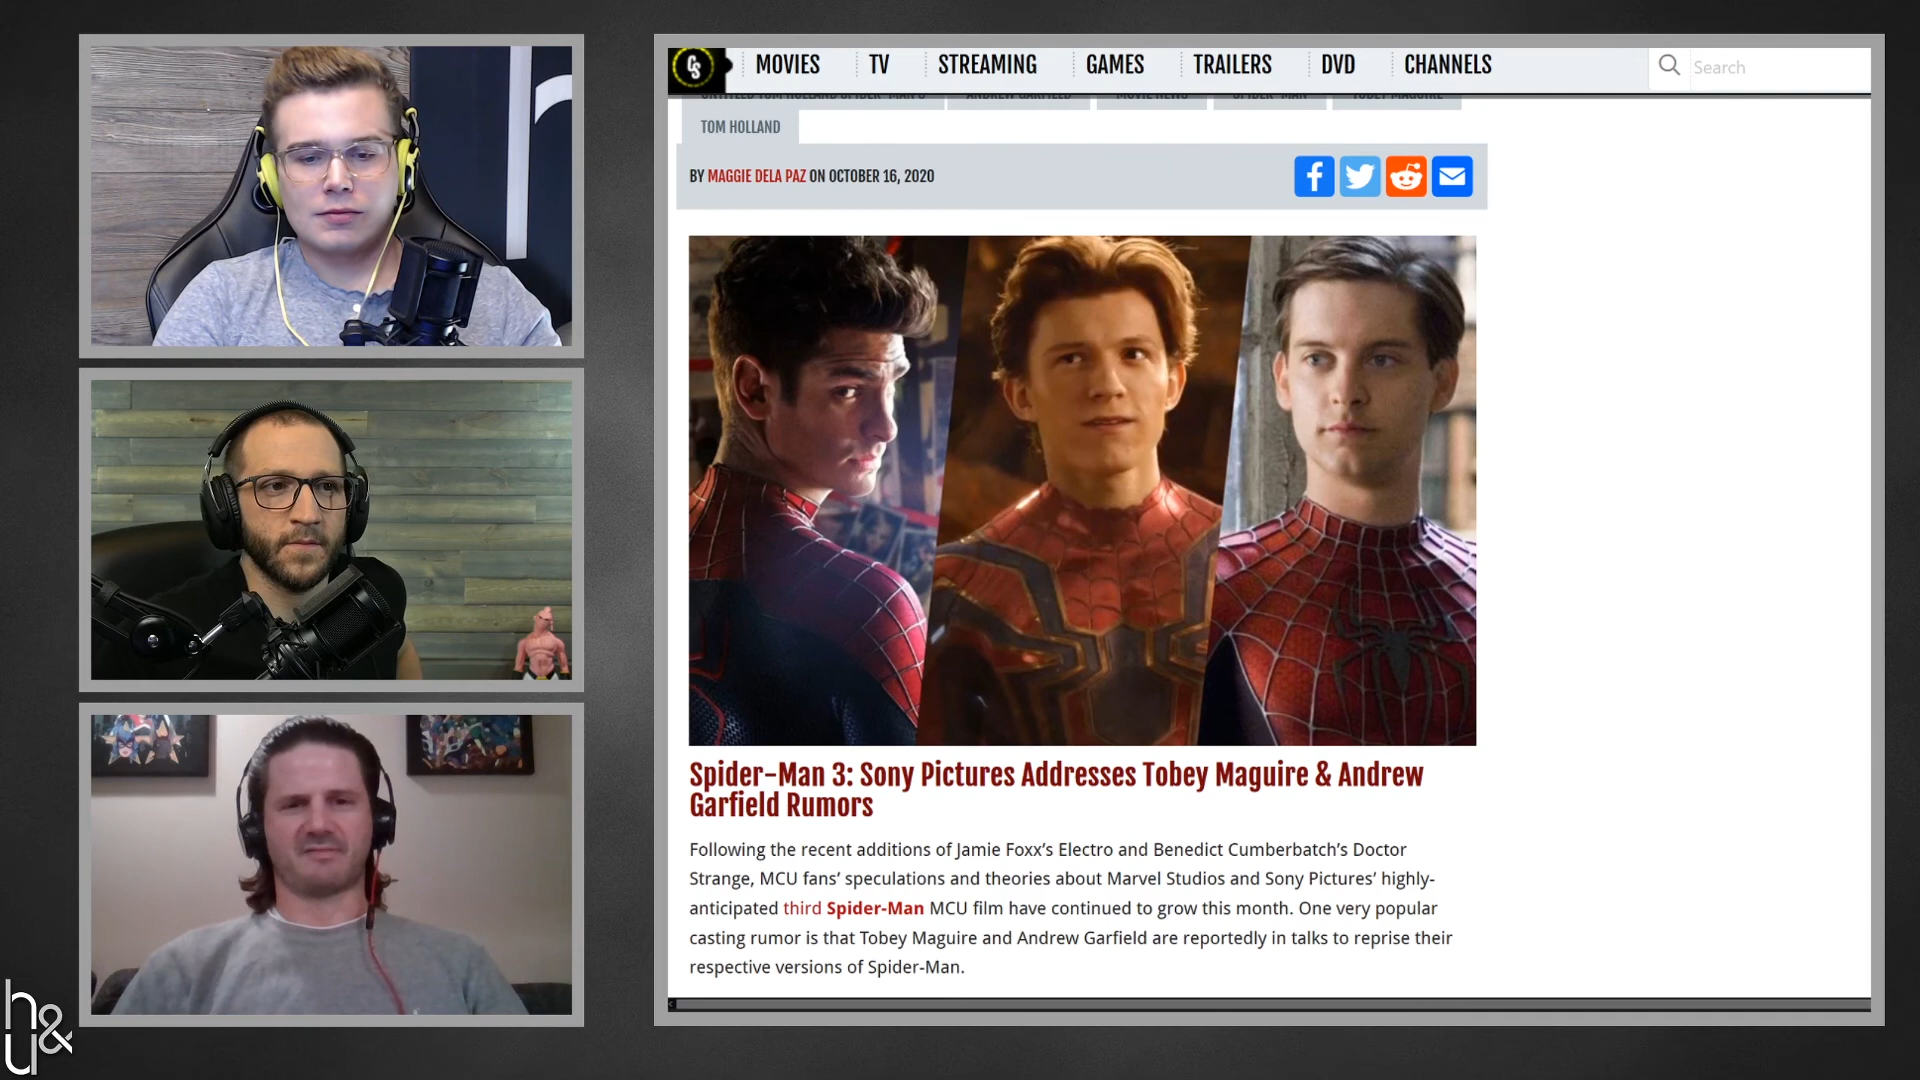 MOVIES
TV
STREAMING
GAMES
TRAILERS
DVD
CHANNELS
Search
TOM HOLLAND
BY MAGGIE DELA PAZ ON OCTOBER 16, 2020
Spider-Man 3: Sony Pictures Addresses Tobey Maguire & Andrew
Garfield Rumors
Following the recent additions of Jamie Foxx’s Electro and Benedict Cumberbatch’s Doctor
Strange, MCU fans’ speculations and theories about Marvel Studios and Sony Pictures’ highly-
anticipated third Spider-Man MCU film have continued to grow this month. One very popular
casting rumor is that Tobey Maguire and Andrew Garfield are reportedly in talks to reprise their
respective versions of Spider-Man.